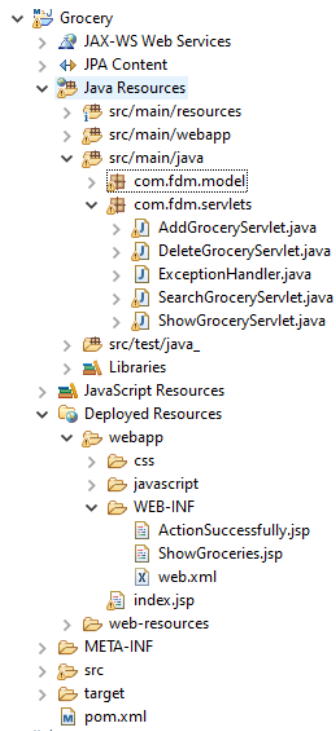 Grocery
JAX-WS Web Services
JPA Content
Java Resources
src/main/resources
src/main/webapp
src/main/java
com.fdm.model
com.fdm.servlets
AddGroceryServlet.java
DeleteGroceryServlet.java
ExceptionHandler.java
SearchGroceryServlet.java
ShowGroceryServlet.java
src/test/java_
Libraries
JavaScript Resources
Deployed Resources
webapp
css
javascript
WEB-INF
ActionSuccessfully.jsp
ShowGroceries.jsp
web.xml
index.jsp
web-resources
META-INF
src
target
pom.xml